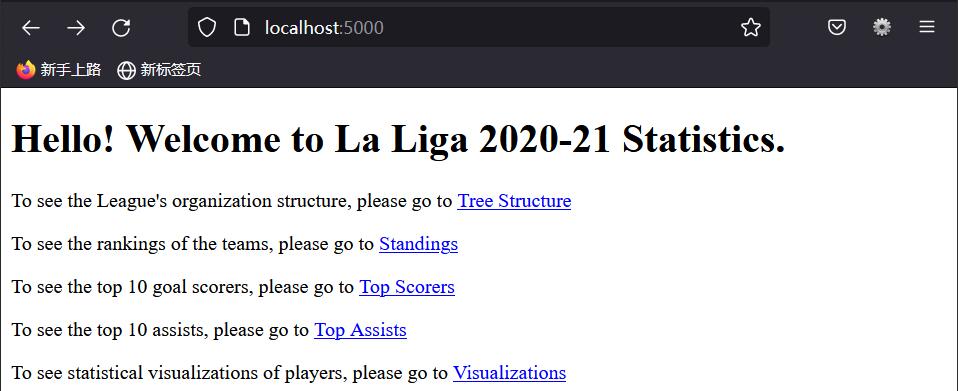 localhost:5000
新手上路 新标签页
Hello! Welcome to La Liga 2020-21 Statistics.
To see the League's organization structure, please go to Tree Structure
To see the rankings of the teams, please go to Standings
To see the top 10 goal scorers, please go to Top Scorers
To see the top 10 assists, please go to Top Assists
To see statistical visualizations of players, please go to Visualizations